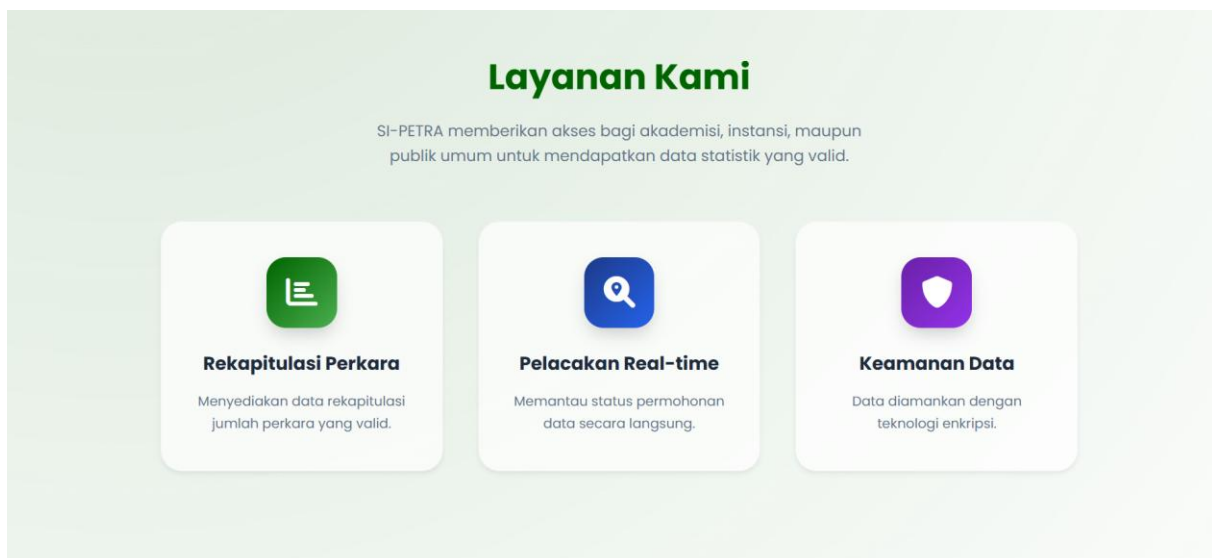 Layanan Kami
SI-PETRA memberikan akses bagi akademisi, instansi, maupun
publik umum untuk mendapatkan data statistik yang valid.
Rekapitulasi Perkara
Menyediakan data rekapitulasi
jumlah perkara yang valid.
Pelacakan Real-time
Memantau status permohonan
data secara langsung.
Keamanan Data
Data diamankan dengan
teknologi enkripsi.